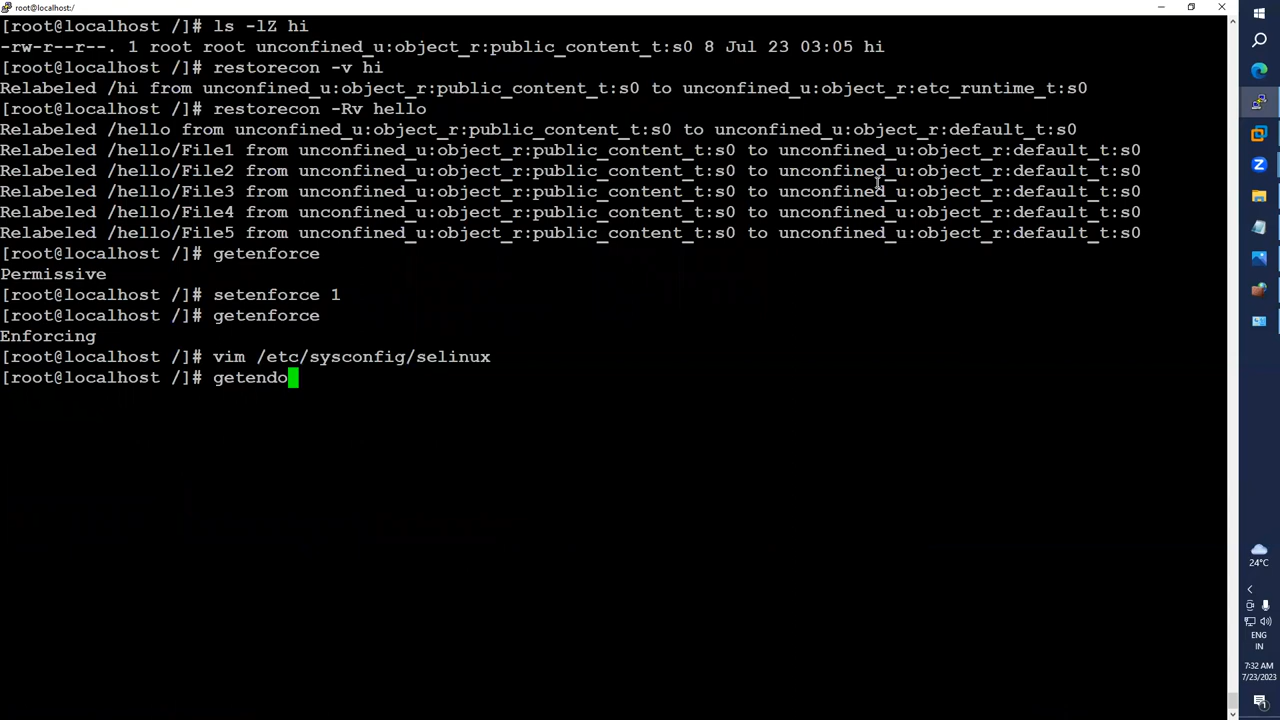 root@localhost:/
[root@localhost /]# ls -lZ hi
-rw-r--r--. 1 root root unconfined_u:object_r:public_content_t:s0 8 Jul 23 03:05 hi
[root@localhost /]# restorecon -v hi
Relabeled /hi from unconfined_u:object_r:public_content_t:s0 to unconfined_u:object_r:etc_runtime_t:s0
[root@localhost /]# restorecon -Rv hello
Relabeled /hello from unconfined_u:object_r:public_content_t:s0 to unconfined_u:object_r:default_t:s0
Relabeled /hello/File1 from unconfined_u:object_r:public_content_t:s0 to unconfined_u:object_r:default_t:s0
Relabeled /hello/File2 from unconfined_u:object_r:public_content_t:s0 to unconfined_u:object_r:default_t:s0
Relabeled /hello/File3 from unconfined_u:object_r:public_content_t:s0 to unconfined_u:object_r:default_t:s0
Relabeled /hello/File4 from unconfined_u:object_r:public_content_t:s0 to unconfined_u:object_r:default_t:s0
Relabeled /hello/File5 from unconfined_u:object_r:public_content_t:s0 to unconfined_u:object_r:default_t:s0
[root@localhost /]# getenforce
Permissive
[root@localhost /]# setenforce 1
[root@localhost /]# getenforce
Enforcing
[root@localhost /]# vim /etc/sysconfig/selinux
[root@localhost /]# getendo
24°C
ENG
IN
7:32 AM
7/23/2023